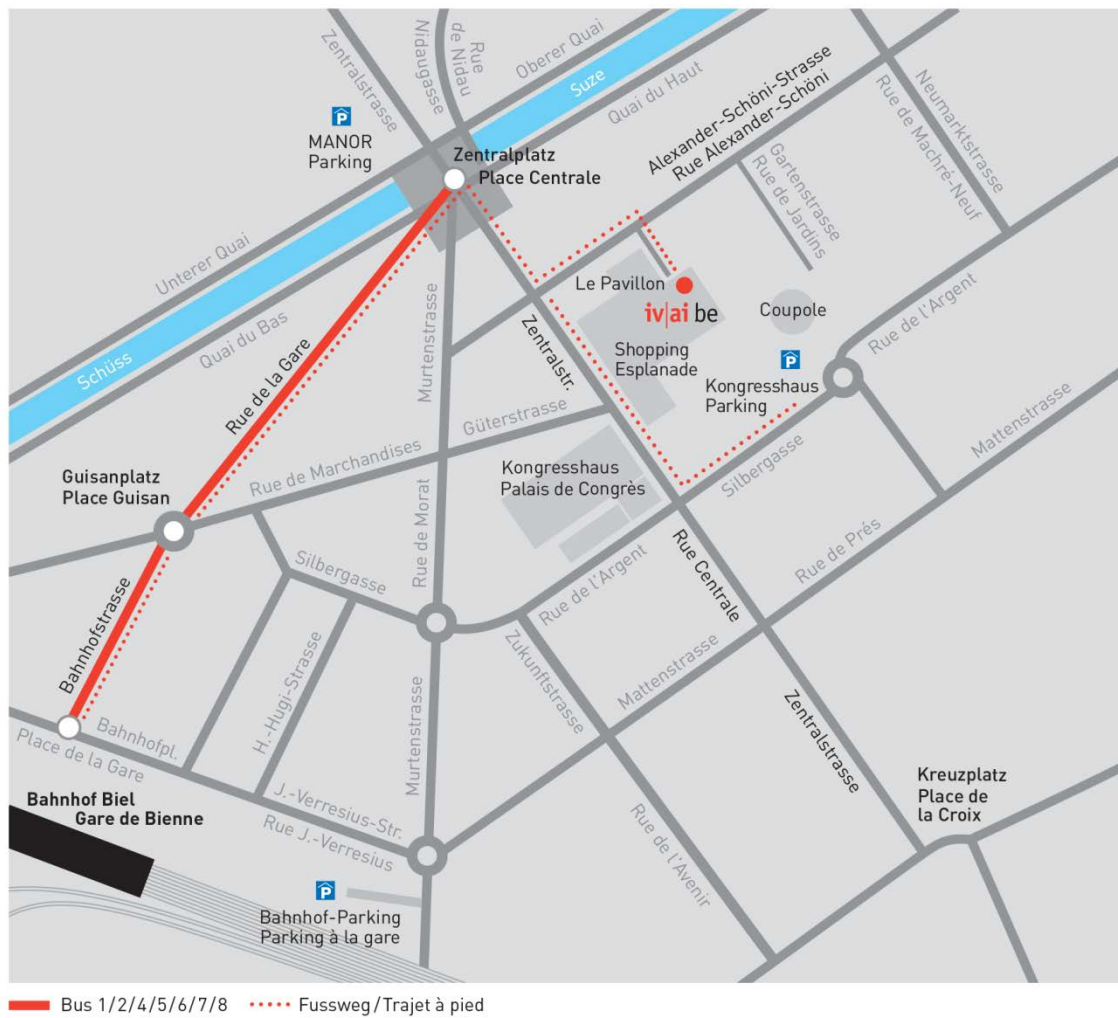 Zentralstrasse
Nidaugasse
Rue
de Nidau
Oberer Quai
Suze
Quai du Haut
Alexander-Schöni-Strasse
Rue Alexander-Schöni
Neumarktstrasse
Rue de Machré-Neuf
MANOR
Parking
Zentralplatz
Place Centrale
Gartenstrasse
Rue de Jardins
Unterer Quai
Schüss
Quai du Bas
Rue de la Gare
Murtenstrasse
Zentralstr.
Le Pavillon
iv|ai be
Shopping
Esplanade
Coupole
Kongresshaus
Parking
Rue de l'Argent
Mattenstrasse
Güterstrasse
Rue de Marchandises
Guisanplatz
Place Guisan
Kongresshaus
Palais de Congrès
Silbergasse
Rue de Prés
Bahnhofstrasse
Silbergasse
Rue de Morat
Rue de l'Argent
Rue Centrale
H.-Hugi-Strasse
Zukunftstrasse
Mattenstrasse
Zentralstrasse
Bahnhofpl.
Place de la Gare
Murtenstrasse
J.-Verresius-Str.
Rue J.-Verresius
Bahnhof Biel
Gare de Bienne
Rue de l'Avenir
Kreuzplatz
Place de
la Croix
P
P
P
Bahnhof-Parking
Parking à la gare
Bus 1/2/4/5/6/7/8
Fussweg/Trajet à pied